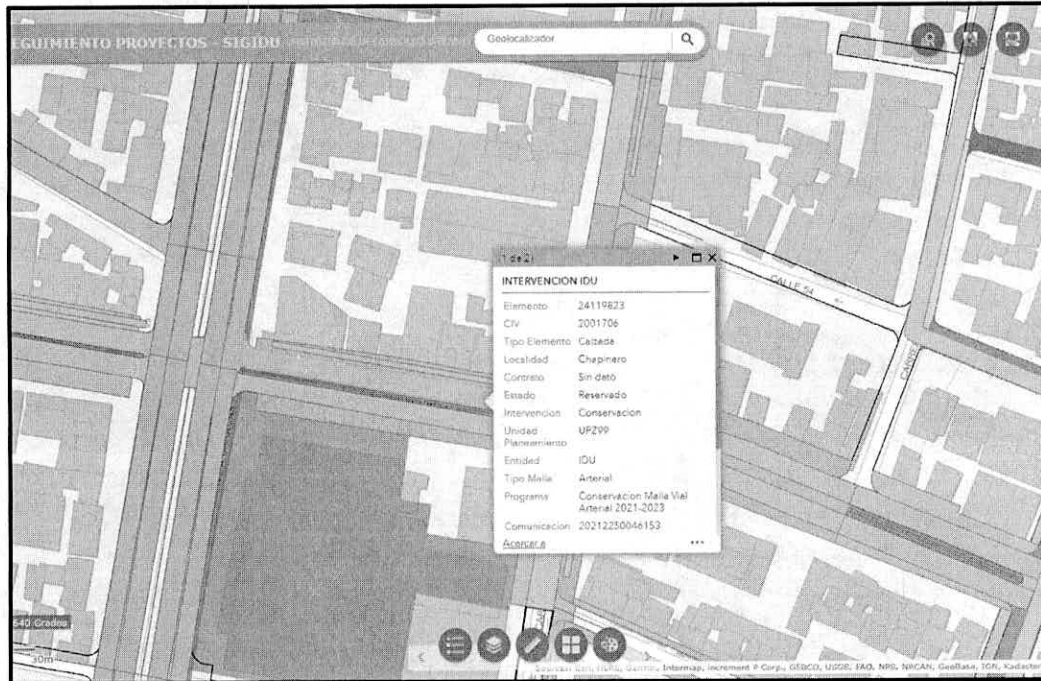 EGUIMIENTO PROYECTOS - SIGIDU
Geolocalizador
1 de 2
INTERVENCION IDU
Elemento 24119823
CIV 2001706
Tipo Elemento Calzada
Localidad Chapinero
Contrato Sin dato
Estado Reservado
Intervencion Conservacion
Unidad Planeamiento UPZ99
Entidad IDU
Tipo Malla Arterial
Programa Conservacion Malla Vial
Arterial 2021-2023
Comunicacion 20212250046153
Acercar a
CALLE 54
640 Grados
30m
Esri, HERE, Garmin, Intermap, increment P Corp., GEBCO, USGS, FAO, NPS, NRCAN, GeoBase, IGN, Kadaster